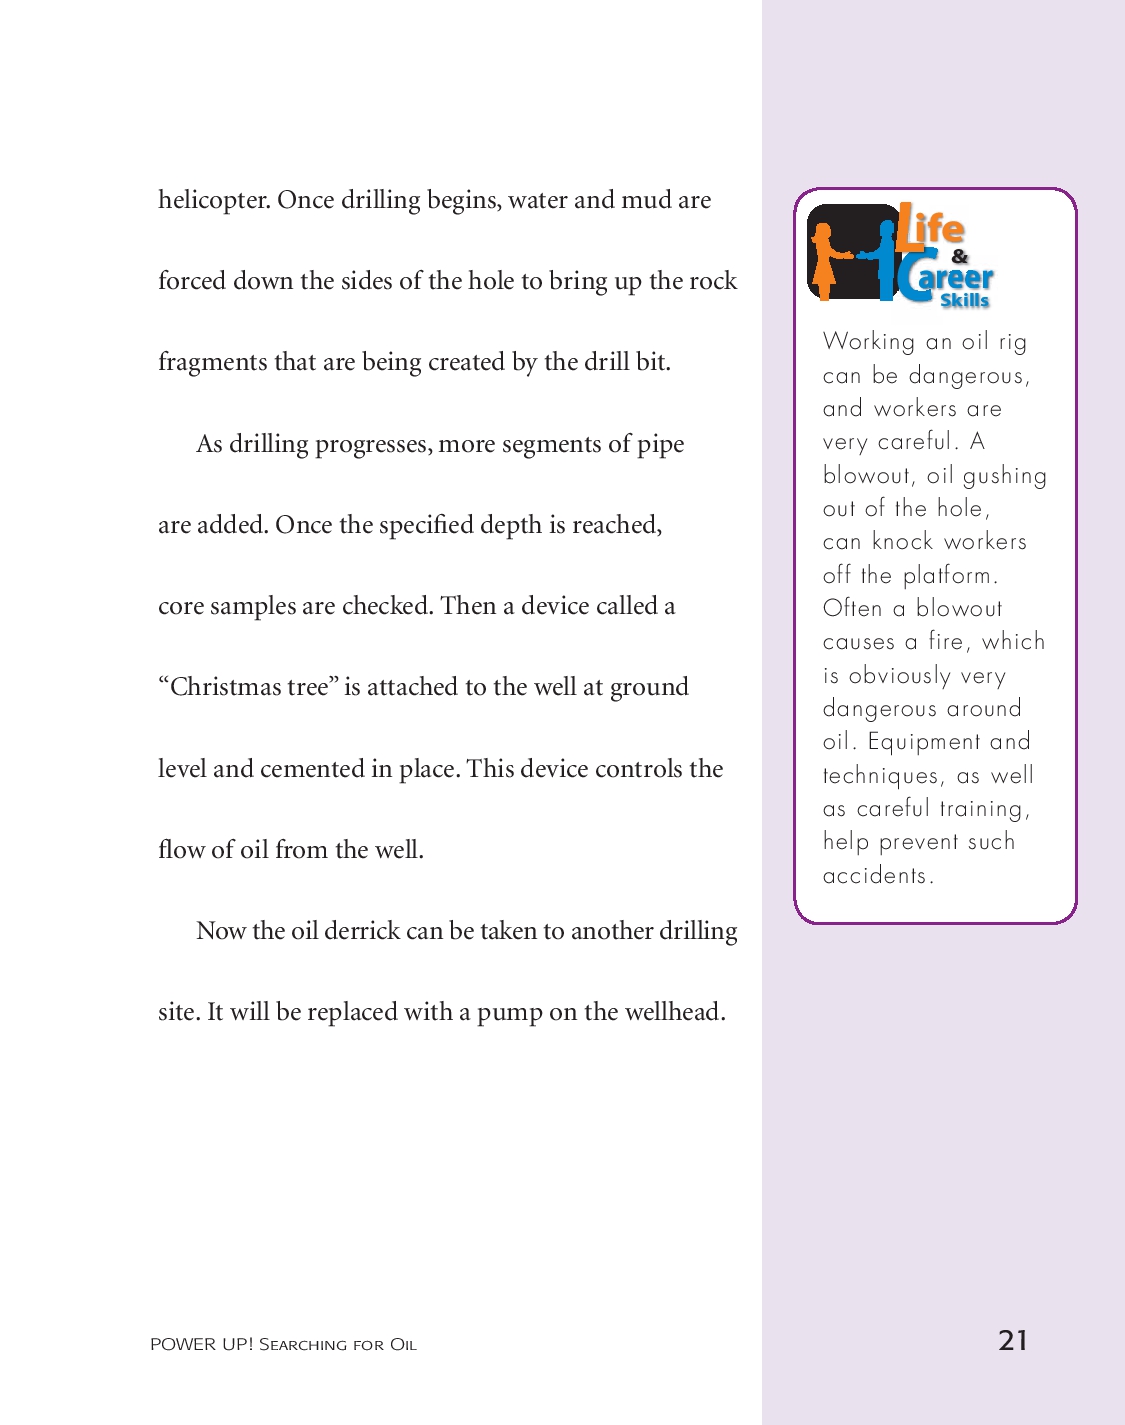 helicopter. Once drilling begins, water and mud are
forced down the sides of the hole to bring up the rock
fragments that are being created by the drill bit.
As drilling progresses, more segments of pipe
are added. Once the specified depth is reached,
core samples are checked. Then a device called a
“Christmas tree” is attached to the well at ground
level and cemented in place. This device controls the
flow of oil from the well.
Now the oil derrick can be taken to another drilling
site. It will be replaced with a pump on the wellhead.
Life
&
Career
Skills
Working an oil rig
can be dangerous,
and workers are
very careful. A
blowout, oil gushing
out of the hole,
can knock workers
off the platform.
Often a blowout
causes a fire, which
is obviously very
dangerous around
oil. Equipment and
techniques, as well
as careful training,
help prevent such
accidents.
POWER UP! Searching for Oil
21